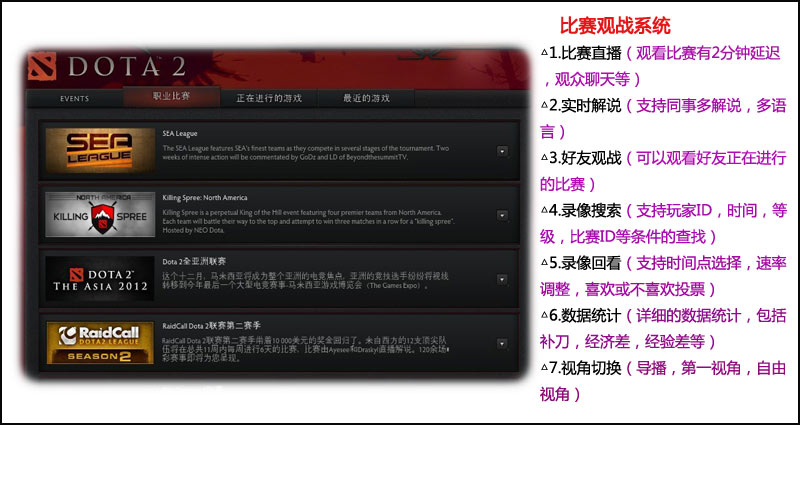 DOTA 2
EVENTS
职业比赛
正在进行的游戏
最近的游戏
SEA LEAGUE
SEA League
The SEA League features SEA's finest teams as they compete in several stages of the tournament. Two
weeks of intense action will be commentated by GoDz and LD of BeyondthesummitTV.
NORTH AMERICA
KILLING SPREE
Killing Spree: North America
Killing Spree is a perpetual King of the Hill event featuring four premier teams from North America.
Each team will battle their way to the top and attempt to win three matches in a row for a "killing spree".
Hosted by NEO Dota.
DOTA 2
THE ASIA 2012
Dota 2全亚洲联赛
这个十二月，马来西亚将成为整个亚洲的电竞焦点，亚洲的竞技选手纷纷将视线
转移到今年最后一个大型电竞赛事-马来西亚游戏博览会（The Games Expo）。
RaidCall
DOTA2 LEAGUE
SEASON 2
RaidCall Dota 2联赛第二赛季
RaidCall Dota 2联赛第二赛季带着10 000美元的奖金回归了。来自西方的12支顶尖队
伍将在总共11周内每周进行6天的比赛，比赛由Ayesee和Draskyl直播解说。120余场
彩赛事即将为您呈现。
比赛观战系统
△1.比赛直播（观看比赛有2分钟延迟
，观众聊天等）
△2.实时解说（支持同事多解说，多语
言）
△3.好友观战（可以观看好友正在进行
的比赛）
△4.录像搜索（支持玩家ID，时间，等
级，比赛ID等条件的查找）
△5.录像回看（支持时间点选择，速率
调整，喜欢或不喜欢投票）
△6.数据统计（详细的数据统计，包括
补刀，经济差，经验差等）
△7.视角切换（导播，第一视角，自由
视角）